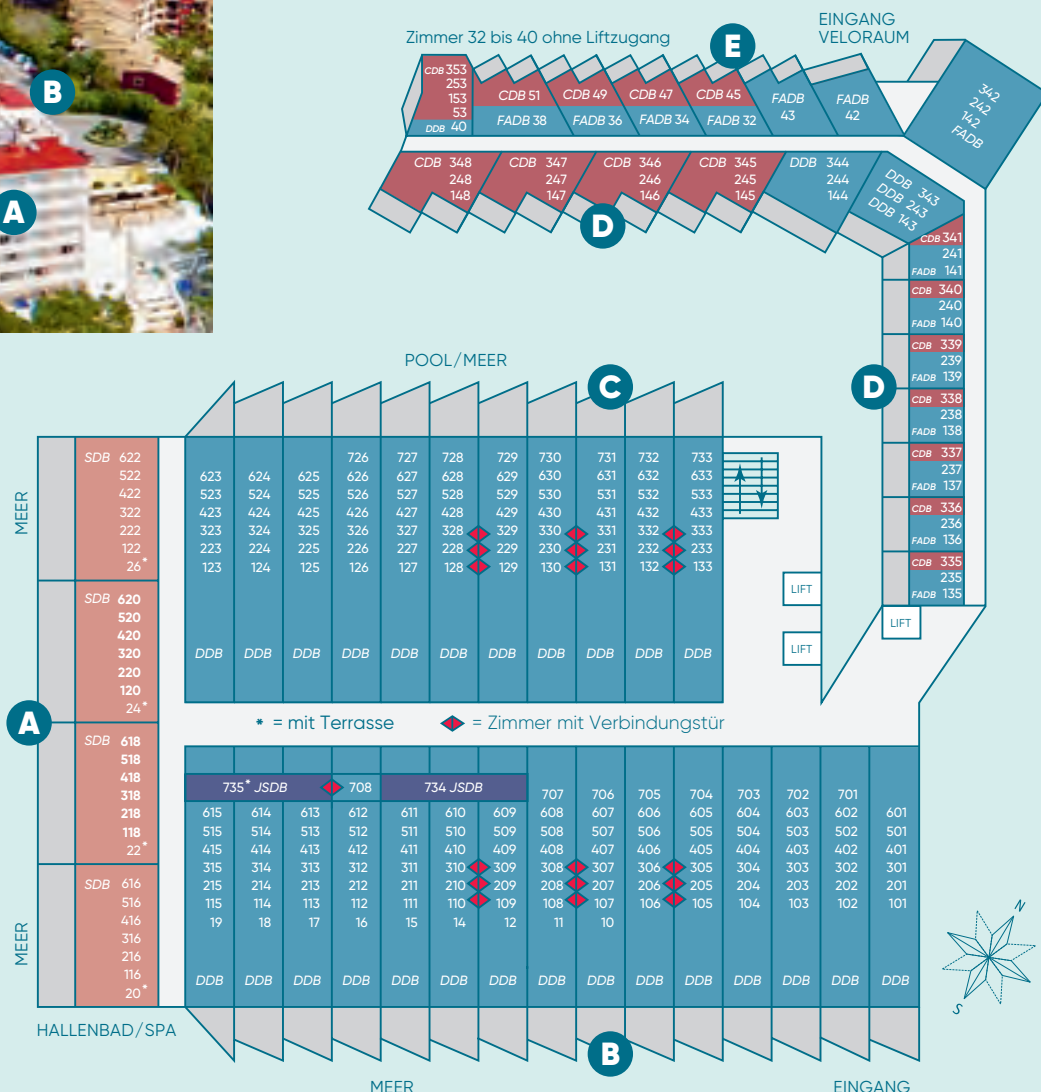 B
A
Zimmer 32 bis 40 ohne Liftzugang
E
EINGANG
VELORAUM
CDB 353
253
153
53
DDB 40
CDB 51
FADB 38
CDB 49
FADB 36
CDB 47
FADB 34
CDB 45
FADB 32
FADB
43
FADB
42
342
242
142
FADB
CDB 348
248
148
CDB 347
247
147
CDB 346
246
146
CDB 345
245
145
DDB 344
244
144
DDB 343
DDB 243
DDB 143
D
CDB 341
241
FADB 141
CDB 340
240
FADB 140
CDB 339
239
FADB 139
D
CDB 338
238
FADB 138
CDB 337
237
FADB 137
CDB 336
236
FADB 136
CDB 335
235
FADB 135
LIFT
LIFT
LIFT
POOL/MEER
C
726 727 728 729 730 731 732 733
623 624 625 626 627 628 629 630 631 632 633
523 524 525 526 527 528 529 530 531 532 533
423 424 425 426 427 428 429 430 431 432 433
323 324 325 326 327 328 329 330 331 332 333
223 224 225 226 227 228 229 230 231 232 233
123 124 125 126 127 128 129 130 131 132 133
DDB DDB DDB DDB DDB DDB DDB DDB DDB DDB DDB
MEER
SDB 622
522
422
322
222
122
26*
SDB 620
520
420
320
220
120
24*
A
SDB 618
518
418
318
218
118
22*
SDB 616
516
416
316
216
116
20*
MEER
HALLENBAD/SPA
* = mit Terrasse = Zimmer mit Verbindungstür
735* JSDB 708 734 JSDB 707 706 705 704 703 702 701
615 614 613 612 611 610 609 608 607 606 605 604 603 602 601
515 514 513 512 511 510 509 508 507 506 505 504 503 502 501
415 414 413 412 411 410 409 408 407 406 405 404 403 402 401
315 314 313 312 311 310 309 308 307 306 305 304 303 302 301
215 214 213 212 211 210 209 208 207 206 205 204 203 202 201
115 114 113 112 111 110 109 108 107 106 105 104 103 102 101
19 18 17 16 15 14 12 11 10
DDB DDB DDB DDB DDB DDB DDB DDB DDB DDB DDB DDB DDB DDB DDB
B
MEER
EINGANG
N
S